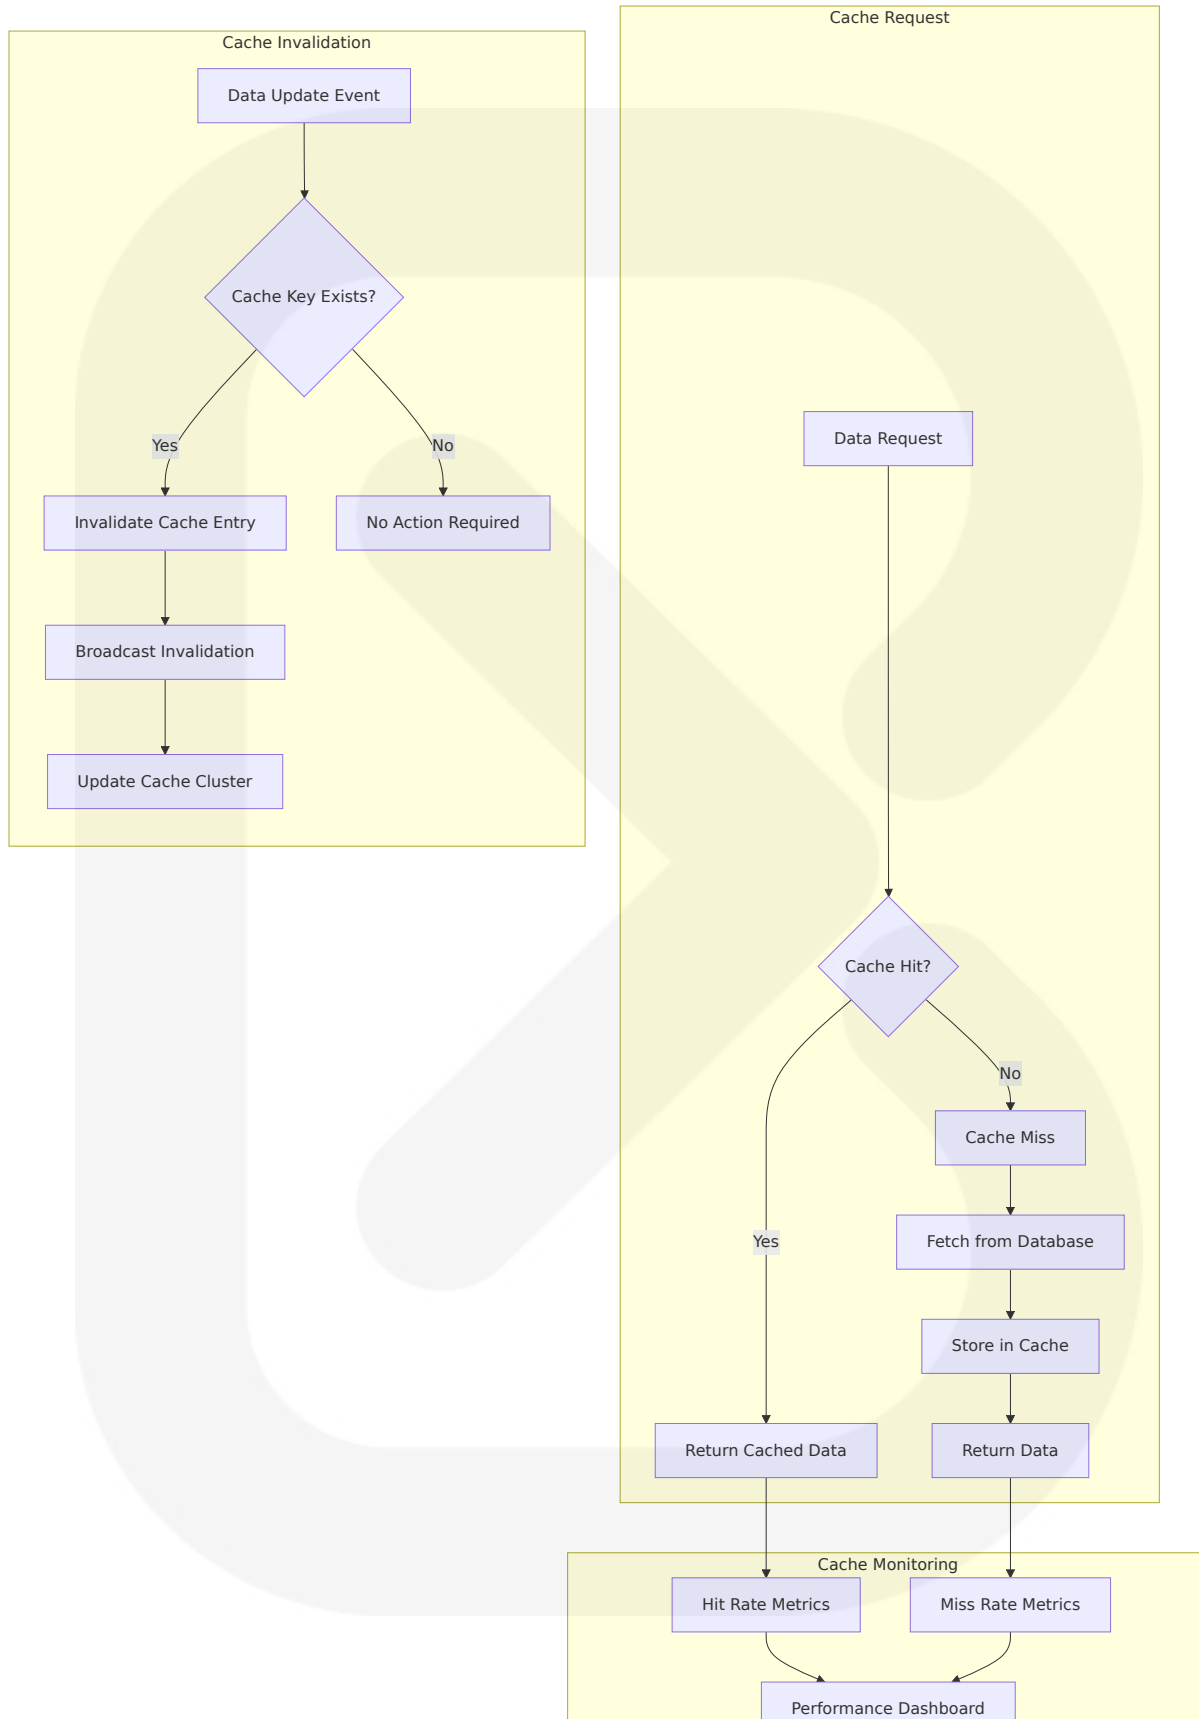 Cache Invalidation
Data Update Event
Cache Key Exists?
Yes
No
Invalidate Cache Entry
No Action Required
Broadcast Invalidation
Update Cache Cluster
Cache Request
Data Request
Cache Hit?
No
Cache Miss
Yes
Fetch from Database
Store in Cache
Return Cached Data
Return Data
Cache Monitoring
Hit Rate Metrics
Miss Rate Metrics
Performance Dashboard